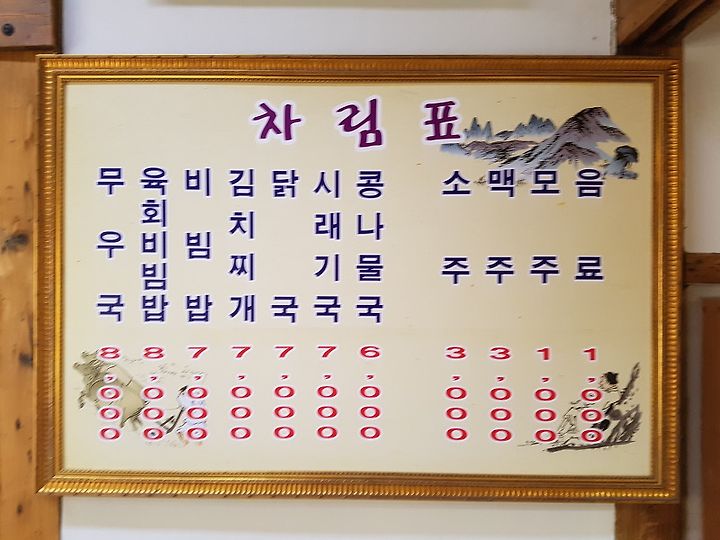 차림표
무우국 8,000
육회비빔밥 8,000
비빔밥 7,000
김치찌개 7,000
닭국 7,000
시래기국 7,000
콩나물국 6,000
소주 3,000
맥주 3,000
모주 1,000
음료 1,000